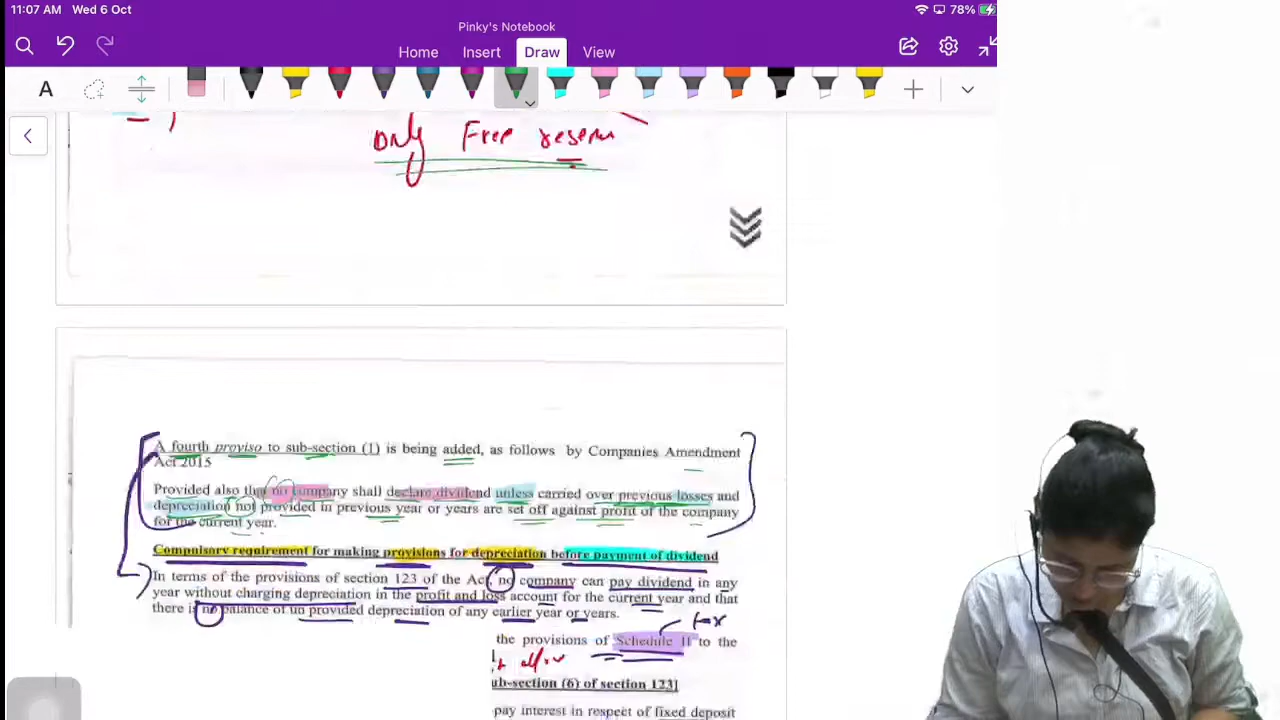 11:07 AM Wed 6 Oct
78%
Pinky's Notebook
Home Insert Draw View
A
only Free reserve
A fourth proviso to sub-section (1) is being added, as follows by Companies Amendment
Act 2015
Provided also that no company shall declare dividend unless carried over previous losses and
depreciation not provided in previous year or years are set off against profit of the company
for the current year.
Compulsory requirement for making provisions for depreciation before payment of dividend
In terms of the provisions of section 123 of the Act, no company can pay dividend in any
year without charging depreciation in the profit and loss account for the current year and that
there is no balance of un provided depreciation of any earlier year or years.
tax
the provisions of Schedule II to the
ub-section (6) of section 123]
pay interest in respect of fixed deposit